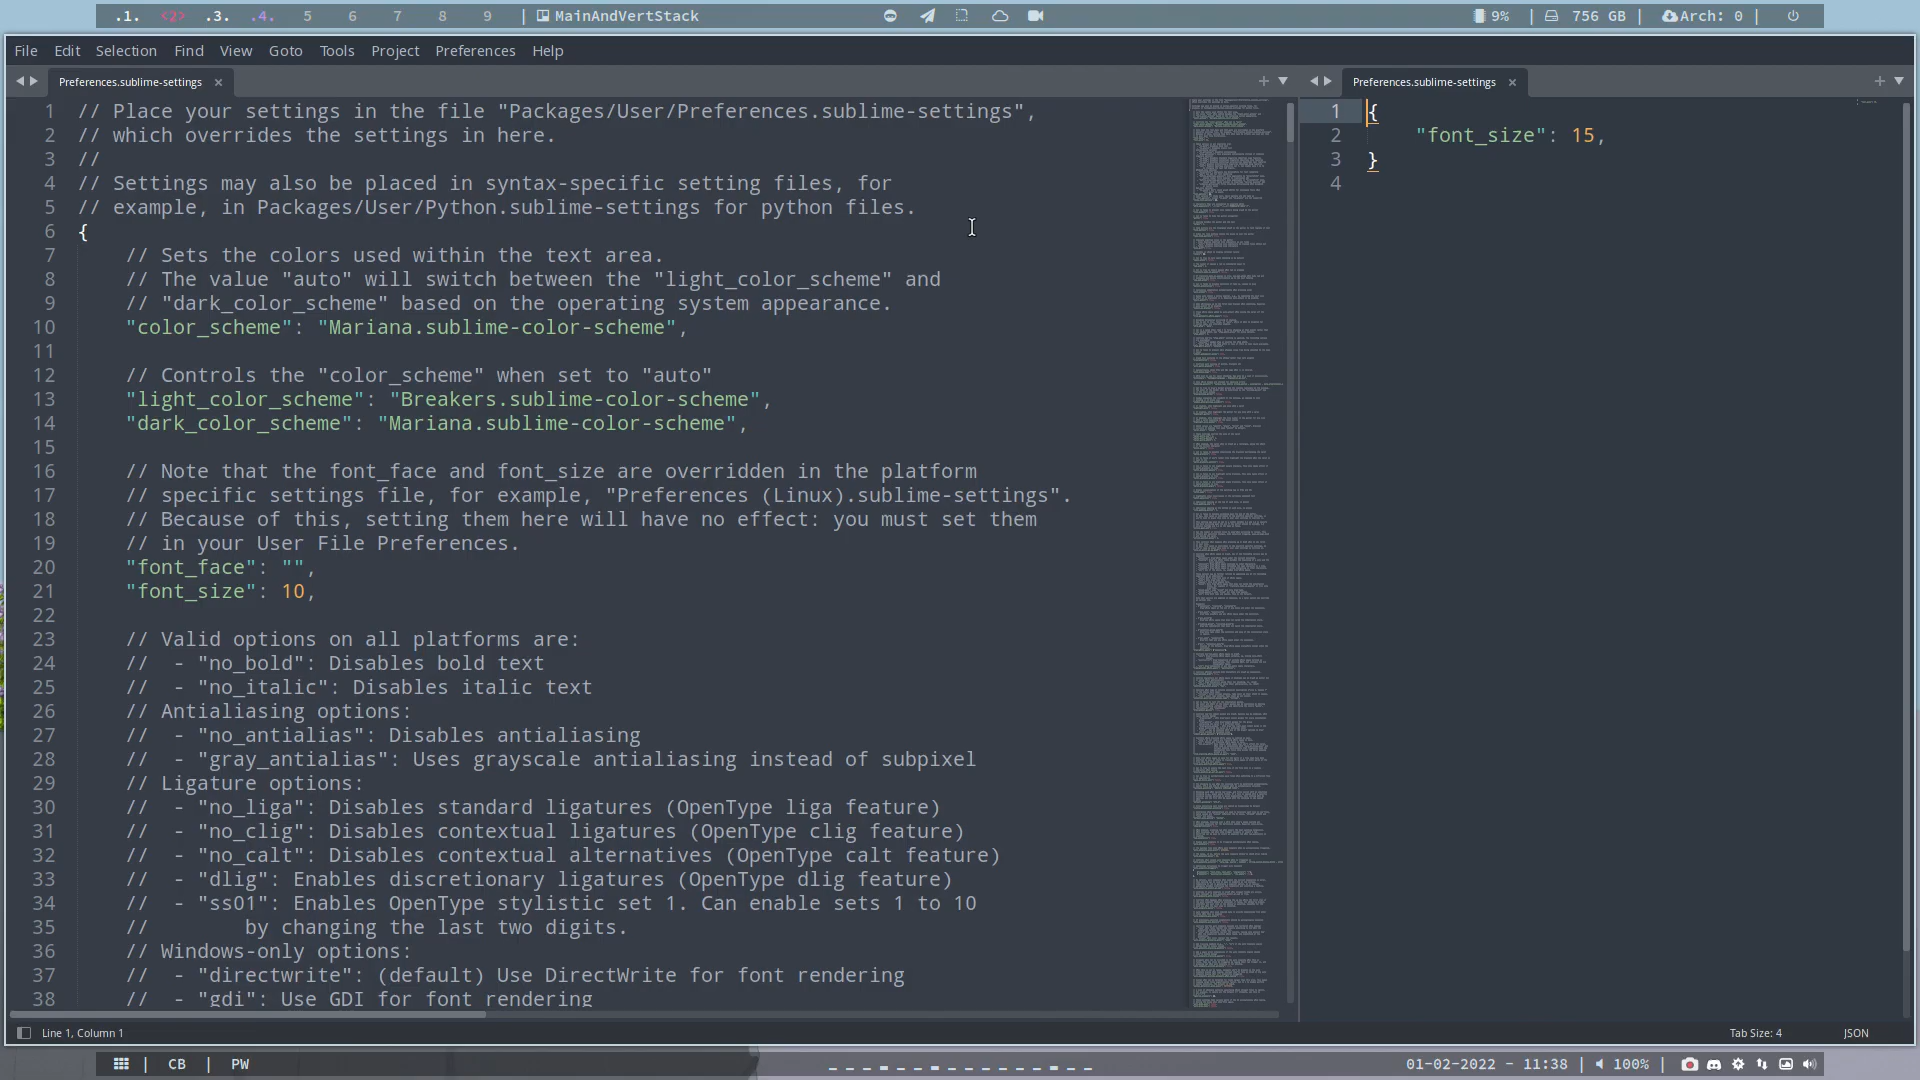 .1. <2> .3. .4. 5 6 7 8 9 | MainAndVertStack
9% | 756 GB | Arch: 0 |
File Edit Selection Find View Goto Tools Project Preferences Help
Preferences.sublime-settings
1 // Place your settings in the file "Packages/User/Preferences.sublime-settings",
2 // which overrides the settings in here.
3 //
4 // Settings may also be placed in syntax-specific setting files, for
5 // example, in Packages/User/Python.sublime-settings for python files.
6 {
7 // Sets the colors used within the text area.
8 // The value "auto" will switch between the "light_color_scheme" and
9 // "dark_color_scheme" based on the operating system appearance.
10 "color_scheme": "Mariana.sublime-color-scheme",
11
12 // Controls the "color_scheme" when set to "auto"
13 "light_color_scheme": "Breakers.sublime-color-scheme",
14 "dark_color_scheme": "Mariana.sublime-color-scheme",
15
16 // Note that the font_face and font_size are overridden in the platform
17 // specific settings file, for example, "Preferences (Linux).sublime-settings".
18 // Because of this, setting them here will have no effect: you must set them
19 // in your User File Preferences.
20 "font_face": "",
21 "font_size": 10,
22
23 // Valid options on all platforms are:
24 // - "no_bold": Disables bold text
25 // - "no_italic": Disables italic text
26 // Antialiasing options:
27 // - "no_antialias": Disables antialiasing
28 // - "gray_antialias": Uses grayscale antialiasing instead of subpixel
29 // Ligature options:
30 // - "no_liga": Disables standard ligatures (OpenType liga feature)
31 // - "no_clig": Disables contextual ligatures (OpenType clig feature)
32 // - "no_calt": Disables contextual alternatives (OpenType calt feature)
33 // - "dlig": Enables discretionary ligatures (OpenType dlig feature)
34 // - "ss01": Enables OpenType stylistic set 1. Can enable sets 1 to 10
35 // by changing the last two digits.
36 // Windows-only options:
37 // - "directwrite": (default) Use DirectWrite for font rendering
38 // - "gdi": Use GDI for font rendering
Preferences.sublime-settings
1 {
2 "font_size": 15,
3 }
4
Line 1, Column 1
Tab Size: 4 JSON
| CB | PW
01-02-2022 - 11:38 | 100% |